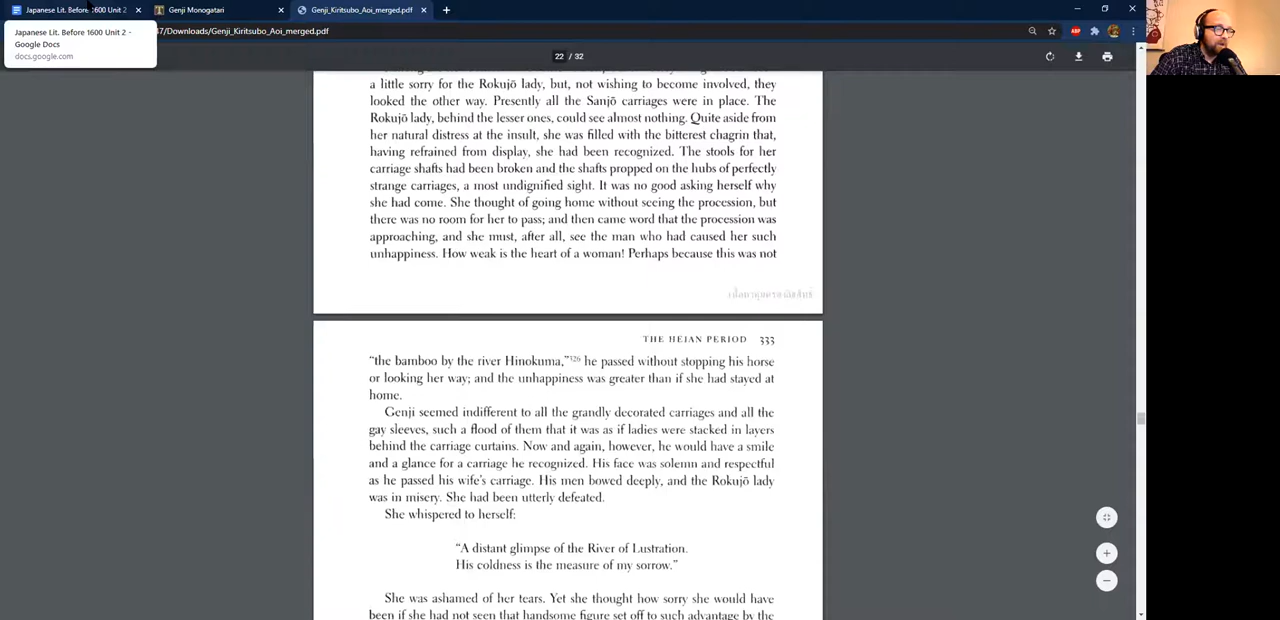 Japanese Lit. Before 1600 Unit 2
Genji Monogatari
Genji_Kiritsubo_Aoi_merged.pdf
Japanese Lit. Before 1600 Unit 2 -
Google Docs
docs.google.com
47/Downloads/Genji_Kiritsubo_Aoi_merged.pdf
ABP
22 / 32
a little sorry for the Rokujō lady, but, not wishing to become involved, they
looked the other way. Presently all the Sanjō carriages were in place. The
Rokujō lady, behind the lesser ones, could see almost nothing. Quite aside from
her natural distress at the insult, she was filled with the bitterest chagrin that,
having refrained from display, she had been recognized. The stools for her
carriage shafts had been broken and the shafts propped on the hubs of perfectly
strange carriages, a most undignified sight. It was no good asking herself why
she had come. She thought of going home without seeing the procession, but
there was no room for her to pass; and then came word that the procession was
approaching, and she must, after all, see the man who had caused her such
unhappiness. How weak is the heart of a woman! Perhaps because this was not
THE HEIAN PERIOD 333
“the bamboo by the river Hinokuma,”526 he passed without stopping his horse
or looking her way; and the unhappiness was greater than if she had stayed at
home.
Genji seemed indifferent to all the grandly decorated carriages and all the
gay sleeves, such a flood of them that it was as if ladies were stacked in layers
behind the carriage curtains. Now and again, however, he would have a smile
and a glance for a carriage he recognized. His face was solemn and respectful
as he passed his wife's carriage. His men bowed deeply, and the Rokujō lady
was in misery. She had been utterly defeated.
She whispered to herself:
“A distant glimpse of the River of Lustration.
His coldness is the measure of my sorrow.”
She was ashamed of her tears. Yet she thought how sorry she would have
been if she had not seen that handsome figure set off to such advantage by the